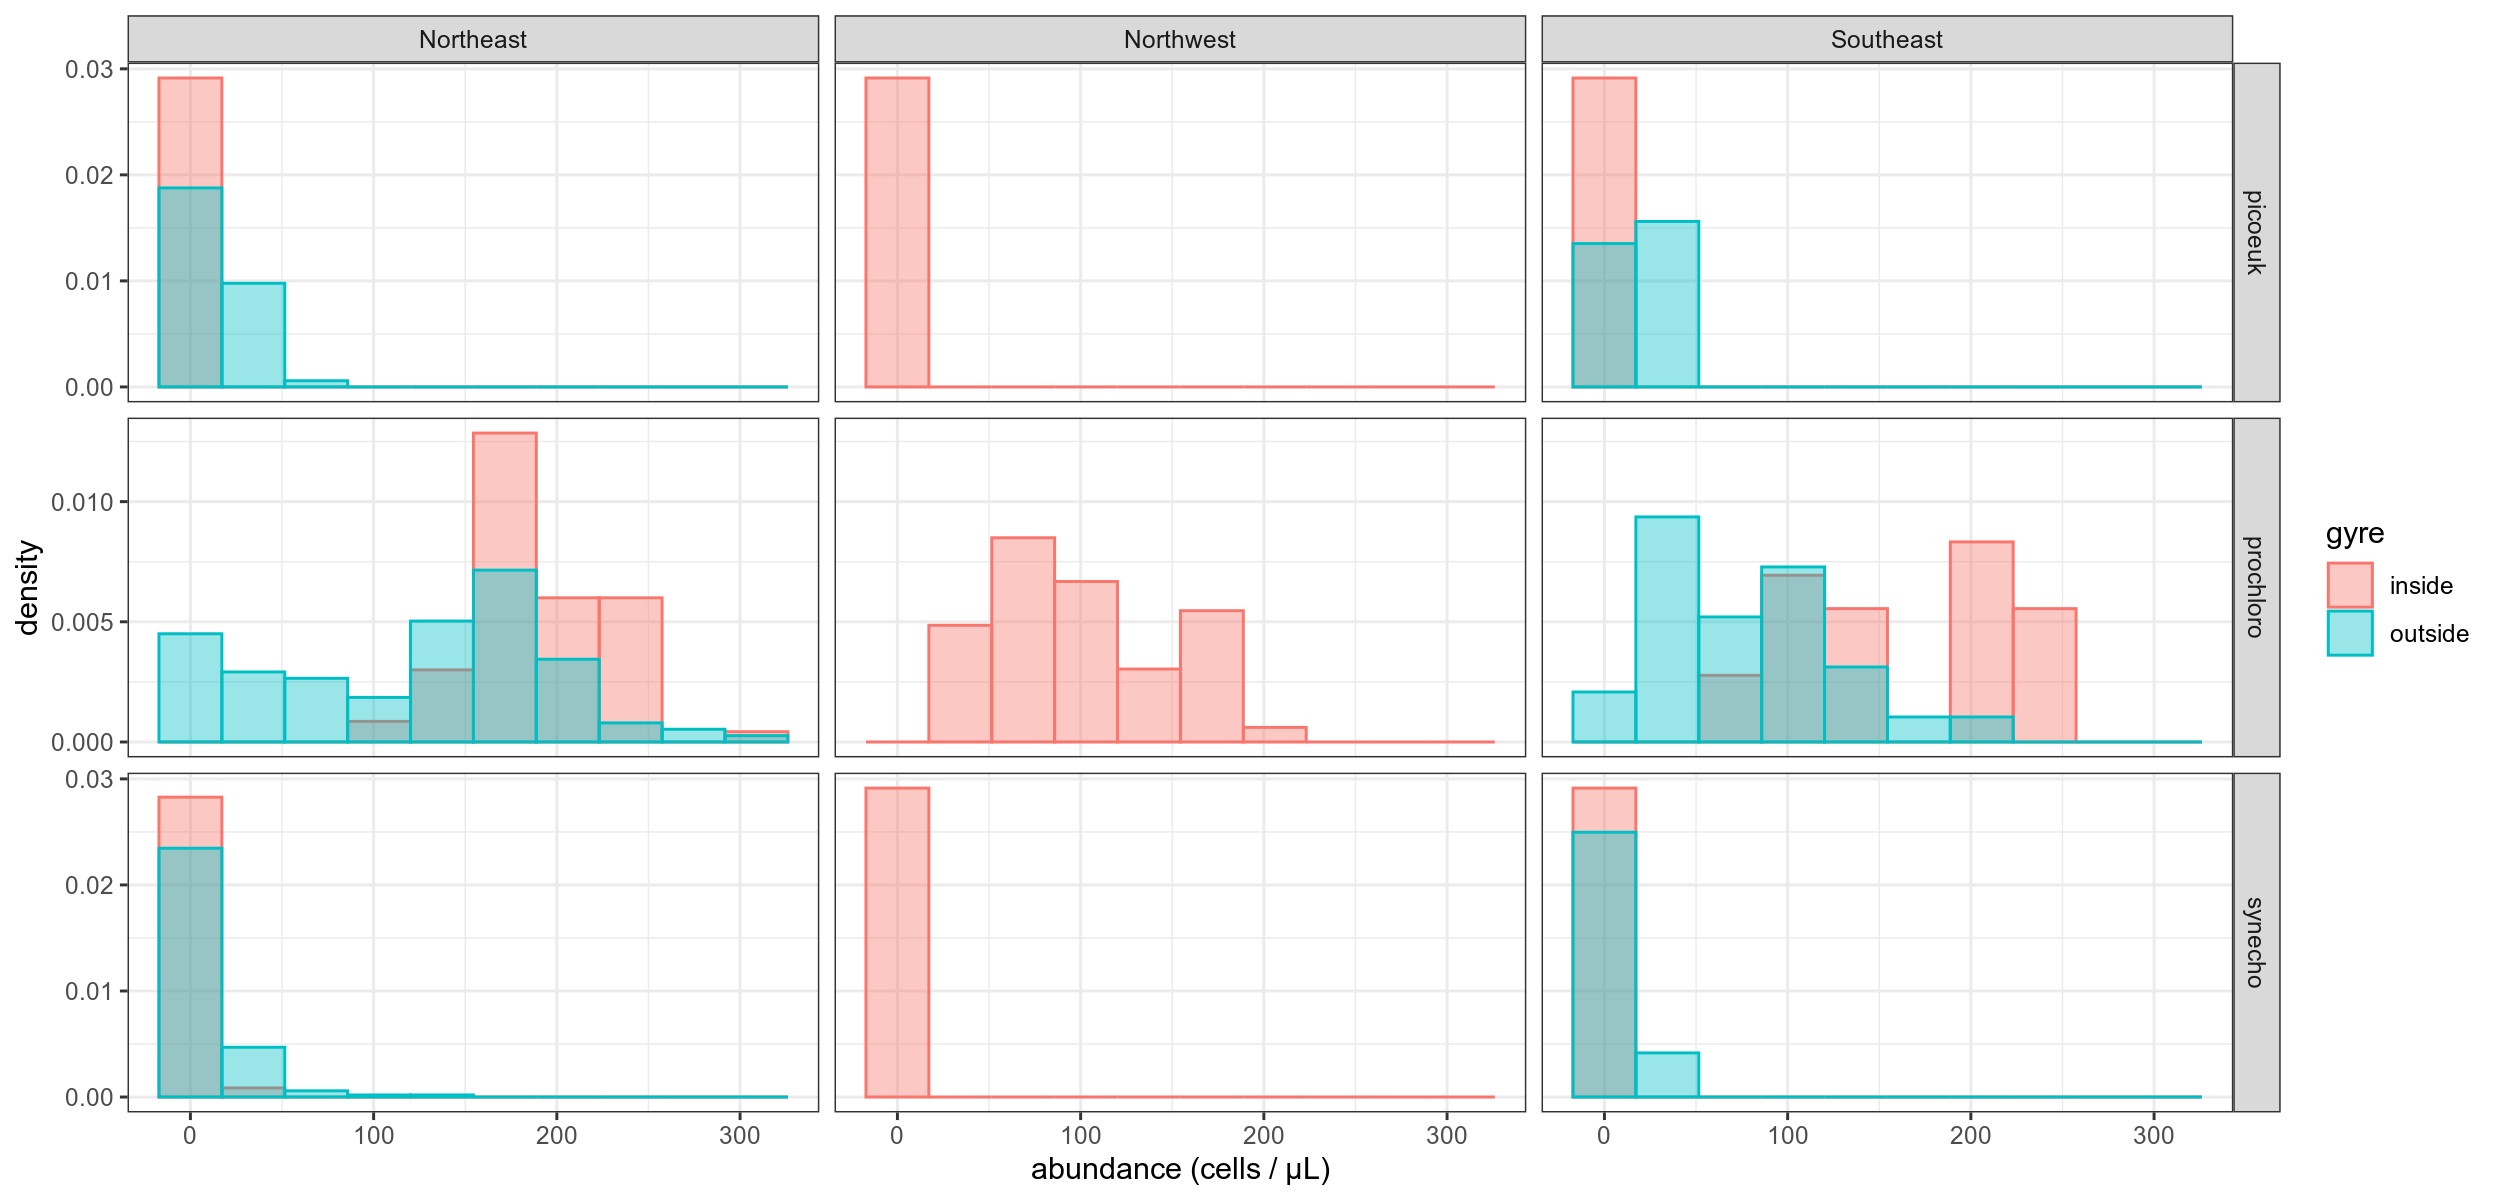 Northeast
Northwest
Southeast
0.03
0.02
0.01
0.00
picoeuk
0.010
0.005
0.000
prochloro
0.03
0.02
0.01
0.00
synecho
0 100 200 300
0 100 200 300
0 100 200 300
abundance (cells / µL)
density
gyre
inside
outside